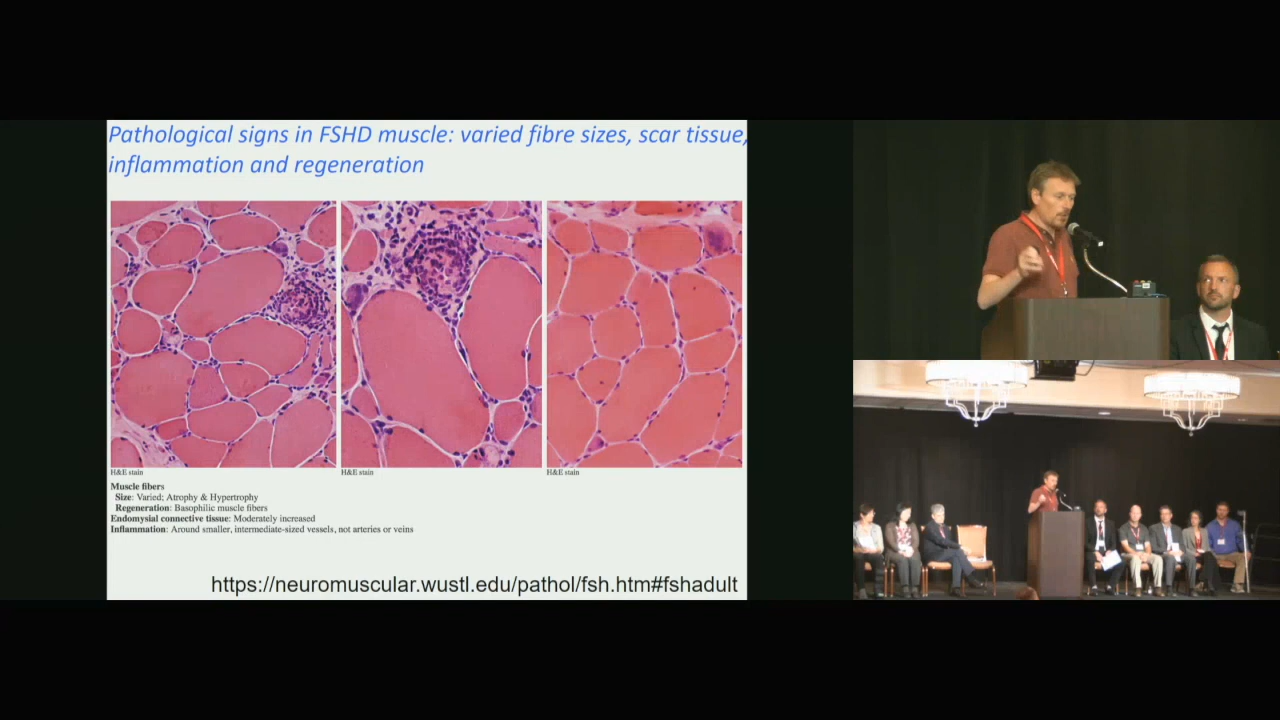 Pathological signs in FSHD muscle: varied fibre sizes, scar tissue,
inflammation and regeneration
H&E stain
H&E stain
H&E stain
Muscle fibers
Size: Varied; Atrophy & Hypertrophy
Regeneration: Basophilic muscle fibers
Endomysial connective tissue: Moderately increased
Inflammation: Around smaller, intermediate-sized vessels, not arteries or veins
https://neuromuscular.wustl.edu/pathol/fsh.htm#fshadult